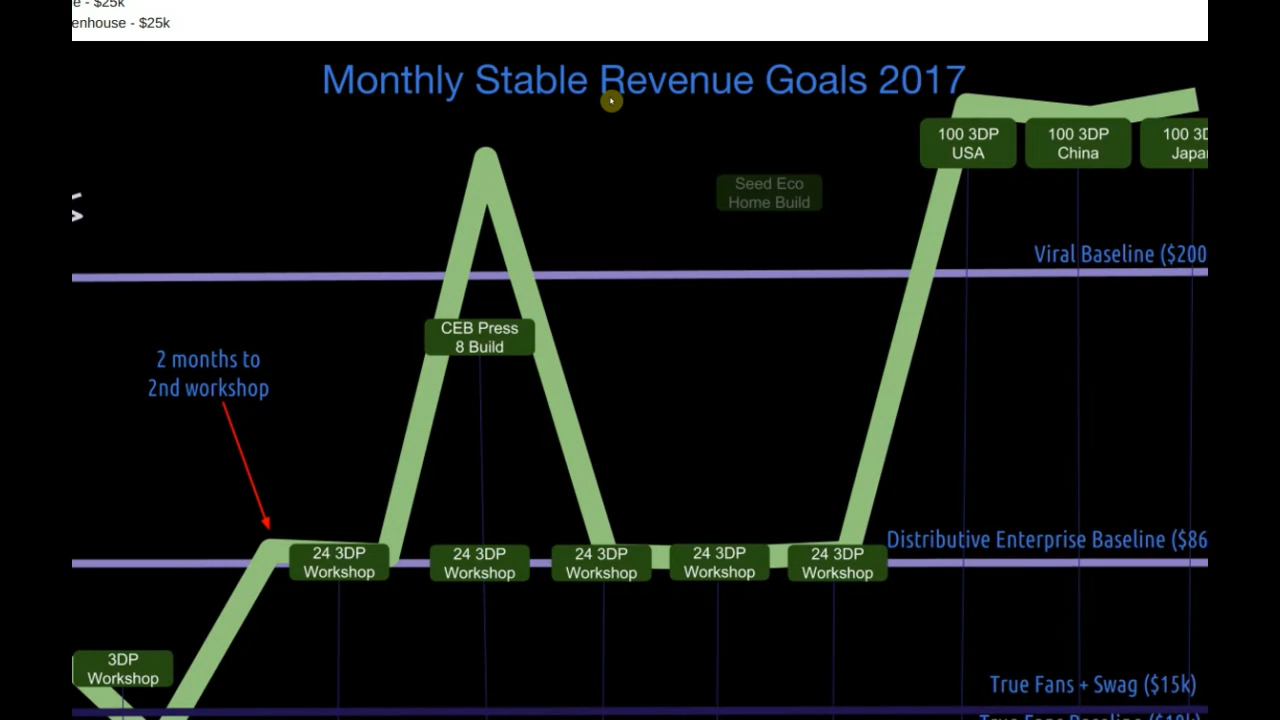 e - $25k
enhouse - $25k
Monthly Stable Revenue Goals 2017
100 3DP
USA
100 3DP
China
100 3D
Japa
Seed Eco
Home Build
Viral Baseline ($200
CEB Press
8 Build
2 months to
2nd workshop
Distributive Enterprise Baseline ($86
24 3DP
Workshop
24 3DP
Workshop
24 3DP
Workshop
24 3DP
Workshop
24 3DP
Workshop
3DP
Workshop
True Fans + Swag ($15k)